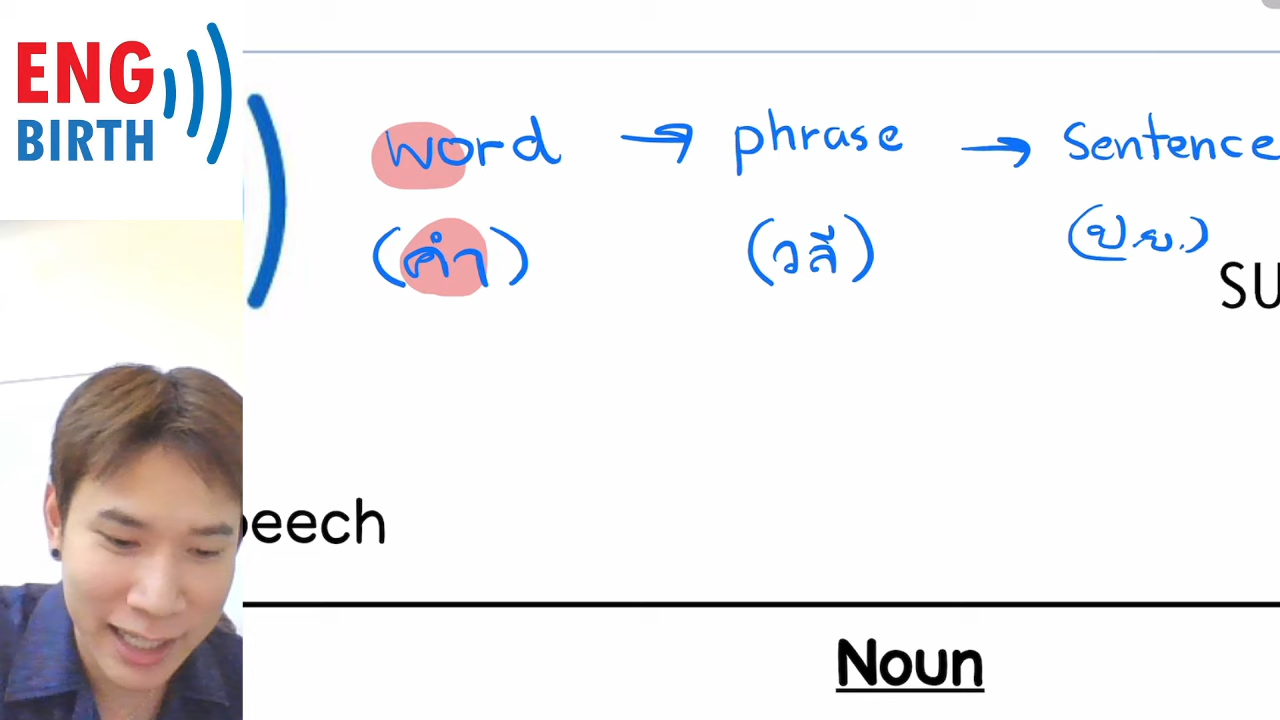 ENG
BIRTH
word → phrase → Sentence
(คำ) (วลี) (ป.ย.)
SU
peech
Noun